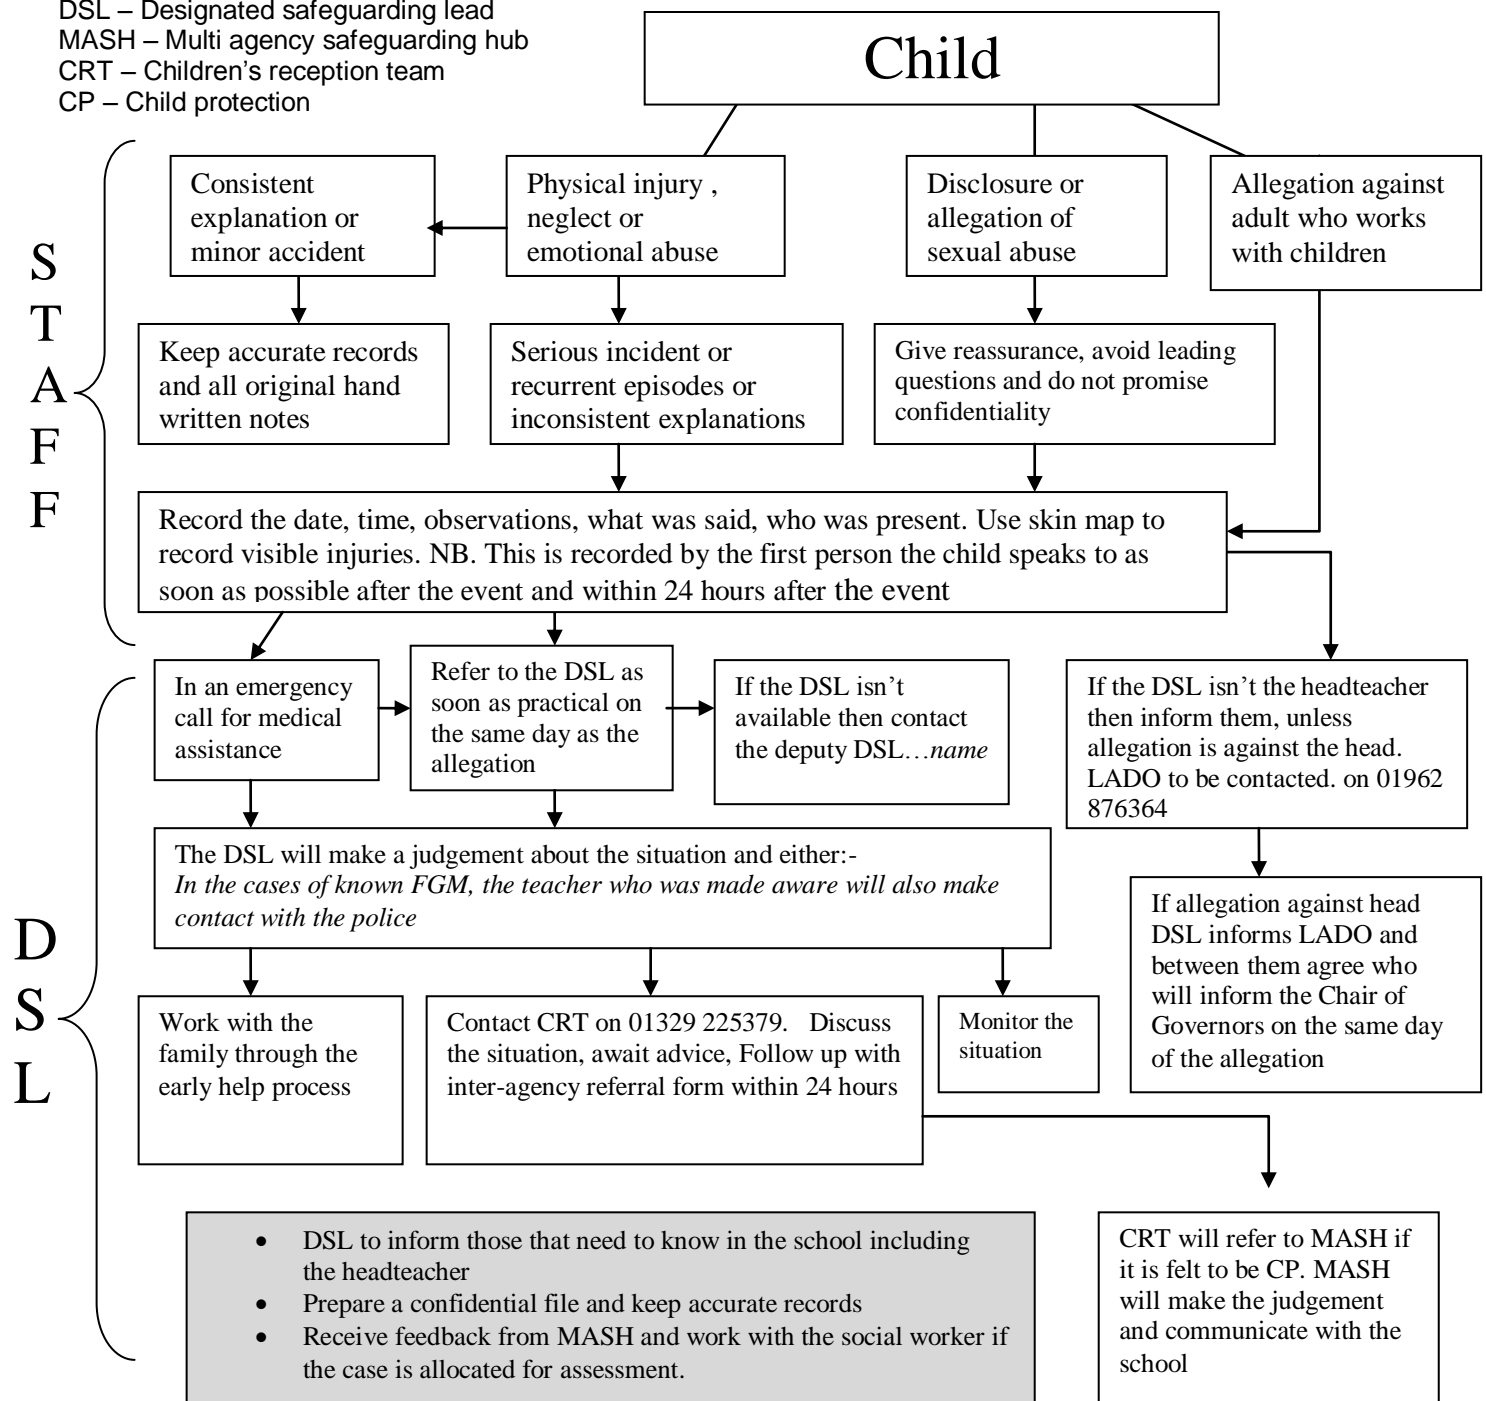 DSL – Designated safeguarding lead
MASH – Multi agency safeguarding hub
CRT – Children's reception team
CP – Child protection
Child
S
T
A
F
F
Consistent
explanation or
minor accident
Physical injury ,
neglect or
emotional abuse
Disclosure or
allegation of
sexual abuse
Allegation against
adult who works
with children
Keep accurate records
and all original hand
written notes
Serious incident or
recurrent episodes or
inconsistent explanations
Give reassurance, avoid leading
questions and do not promise
confidentiality
Record the date, time, observations, what was said, who was present. Use skin map to
record visible injuries. NB. This is recorded by the first person the child speaks to as
soon as possible after the event and within 24 hours after the event
D
S
L
In an emergency
call for medical
assistance
Refer to the DSL as
soon as practical on
the same day as the
allegation
If the DSL isn't
available then contact
the deputy DSL…name
If the DSL isn't the headteacher
then inform them, unless
allegation is against the head.
LADO to be contacted. on 01962
876364
The DSL will make a judgement about the situation and either:-
In the cases of known FGM, the teacher who was made aware will also make
contact with the police
If allegation against head
DSL informs LADO and
between them agree who
will inform the Chair of
Governors on the same day
of the allegation
Work with the
family through the
early help process
Contact CRT on 01329 225379.   Discuss
the situation, await advice, Follow up with
inter-agency referral form within 24 hours
Monitor the
situation
• DSL to inform those that need to know in the school including
the headteacher
• Prepare a confidential file and keep accurate records
• Receive feedback from MASH and work with the social worker if
the case is allocated for assessment.
CRT will refer to MASH if
it is felt to be CP. MASH
will make the judgement
and communicate with the
school